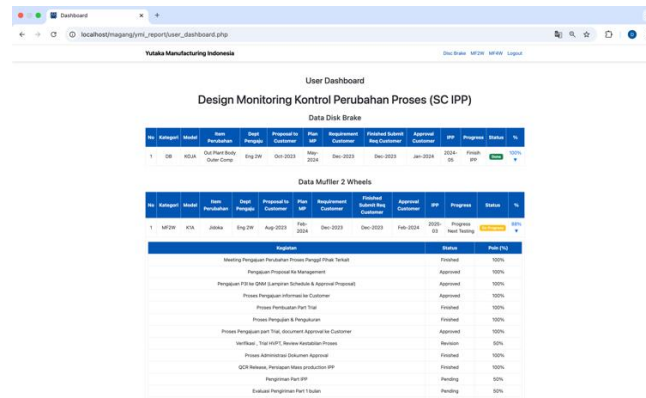 Dashboard
localhost/magang/ymi_report/user_dashboard.php
Yutaka Manufacturing Indonesia Disc Brake MF2W MF4W Logout
User Dashboard
Design Monitoring Kontrol Perubahan Proses (SC IPP)
Data Disk Brake
No Kategori Model Item Perubahan Dept Pengaju Proposal to Customer Plan MP Requirement Customer Finished Submit Req Customer Approval Customer IPP Progress Status %
1 DB K0JA Out Plant Body Outer Comp Eng 2W Oct-2023 May-2024 Dec-2023 Dec-2023 Jan-2024 2024-05 Finish IPP Done 100% ▼
Data Muffler 2 Wheels
No Kategori Model Item Perubahan Dept Pengaju Proposal to Customer Plan MP Requirement Customer Finished Submit Req Customer Approval Customer IPP Progress Status %
1 MF2W K1A Jidoka Eng 2W Aug-2023 Feb-2024 Dec-2023 Dec-2023 Feb-2024 2025-03 Progress Next Testing In Progress 88% ▼
Kegiatan Status Poin (%)
Meeting Pengajuan Perubahan Proses Panggil Pihak Terkait Finished 100%
Pengajuan Proposal Ke Management Approved 100%
Pengajuan ke QNM (Lampiran Schedule & Approval Proposal) Finished 100%
Proses Pengajuan informasi ke Customer Approved 100%
Proses Pembuatan Part Trial Finished 100%
Proses Pengujian & Pengukuran Finished 100%
Proses Pengajuan part Trial, document Approval ke Customer Approved 100%
Verifikasi , Trial HVPT, Review Kestabilan Proses Revision 50%
Proses Administrasi Dokumen Approval Finished 100%
QCR Release, Persiapan Mass production IPP Finished 100%
Pengiriman Part IPP Pending 50%
Evaluasi Pengiriman Part 1 bulan Pending 50%